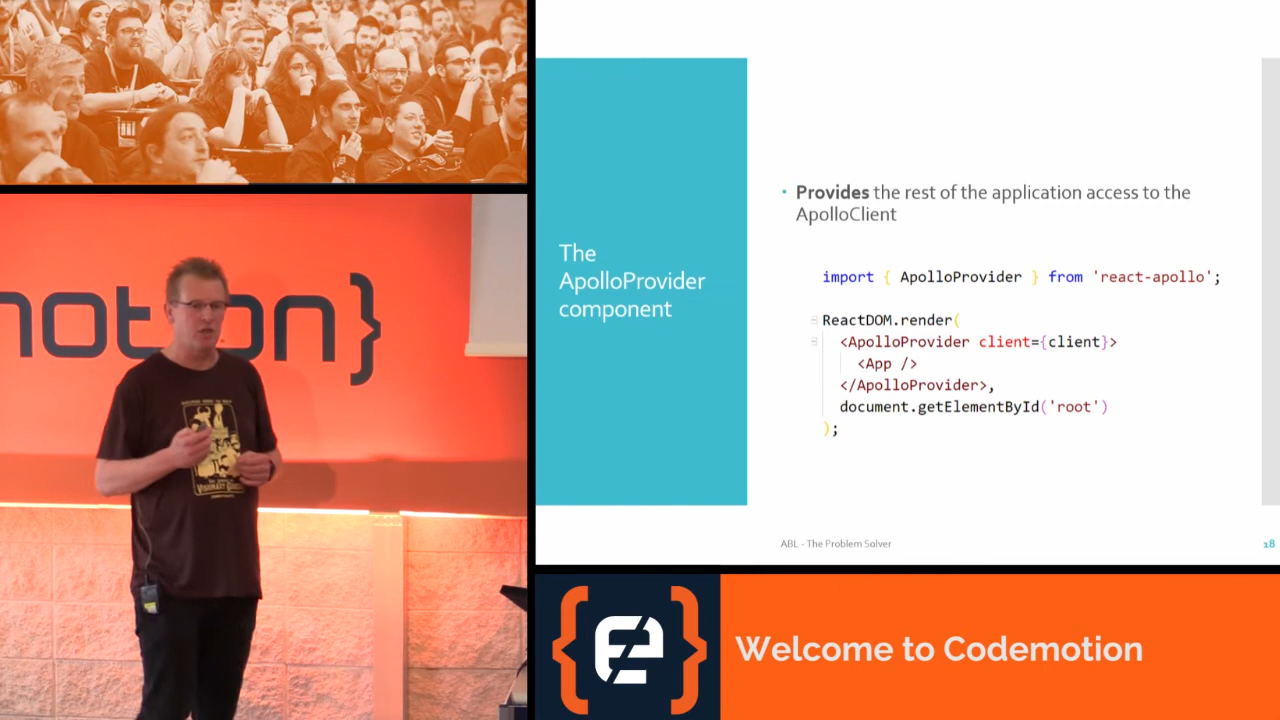 motion}
The
ApolloProvider
component
• Provides the rest of the application access to the
ApolloClient
import { ApolloProvider } from 'react-apollo';
ReactDOM.render(
<ApolloProvider client={client}>
<App />
</ApolloProvider>,
document.getElementById('root')
);
ABL - The Problem Solver
18
Welcome to Codemotion